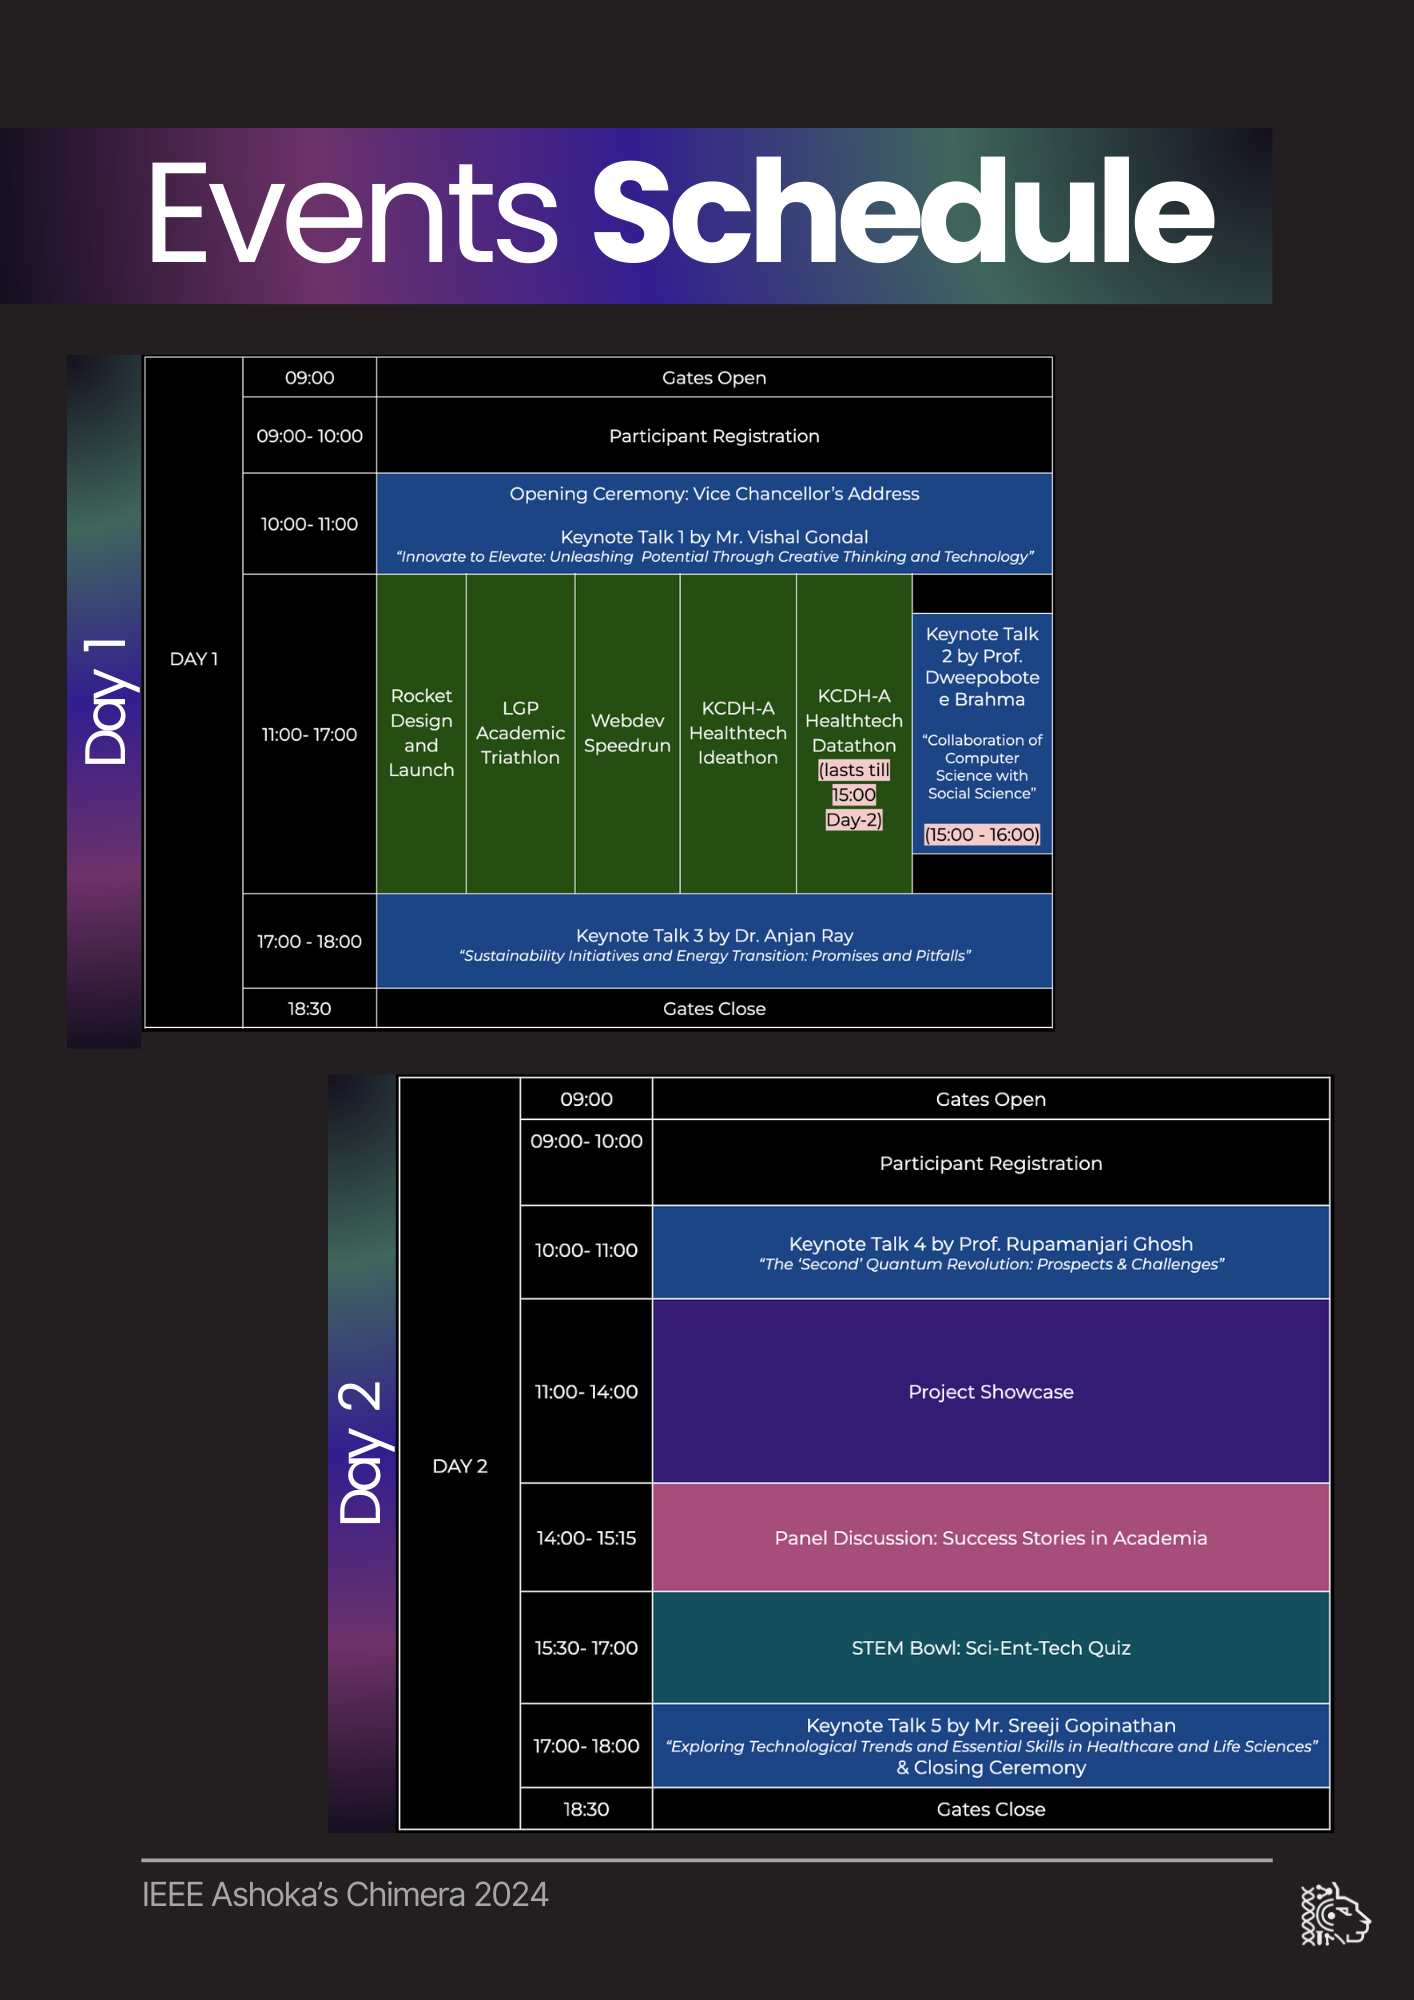 Events Schedule
Day 1
DAY 1
09:00
Gates Open
09:00- 10:00
Participant Registration
10:00- 11:00
Opening Ceremony: Vice Chancellor's Address
Keynote Talk 1 by Mr. Vishal Gondal
“Innovate to Elevate: Unleashing  Potential Through Creative Thinking and Technology”
11:00- 17:00
Rocket
Design
and
Launch
LGP
Academic
Triathlon
Webdev
Speedrun
KCDH-A
Healthtech
Ideathon
KCDH-A
Healthtech
Datathon
(lasts till
15:00
Day-2)
Keynote Talk
2 by Prof.
Dweepobote
e Brahma
“Collaboration of
Computer
Science with
Social Science”
(15:00 - 16:00)
17:00 - 18:00
Keynote Talk 3 by Dr. Anjan Ray
“Sustainability Initiatives and Energy Transition: Promises and Pitfalls”
18:30
Gates Close
Day 2
DAY 2
09:00
Gates Open
09:00- 10:00
Participant Registration
10:00- 11:00
Keynote Talk 4 by Prof. Rupamanjari Ghosh
“The ‘Second’ Quantum Revolution: Prospects & Challenges”
11:00- 14:00
Project Showcase
14:00- 15:15
Panel Discussion: Success Stories in Academia
15:30- 17:00
STEM Bowl: Sci-Ent-Tech Quiz
17:00- 18:00
Keynote Talk 5 by Mr. Sreeji Gopinathan
“Exploring Technological Trends and Essential Skills in Healthcare and Life Sciences”
& Closing Ceremony
18:30
Gates Close
IEEE Ashoka’s Chimera 2024